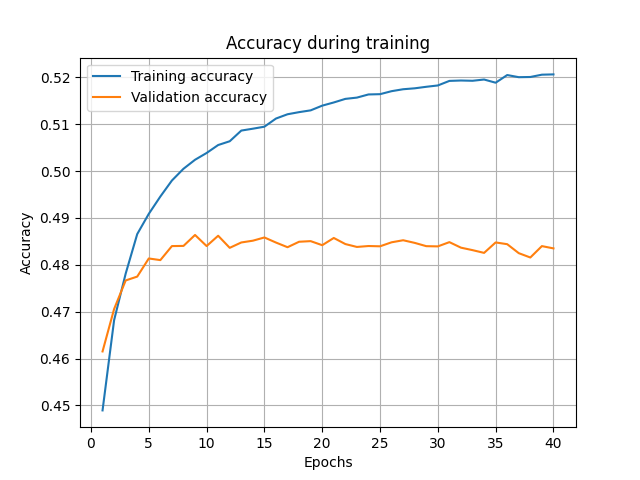 Accuracy during training
Training accuracy
Validation accuracy
0.52
0.51
0.50
0.49
0.48
0.47
0.46
0.45
Accuracy
0 5 10 15 20 25 30 35 40
Epochs